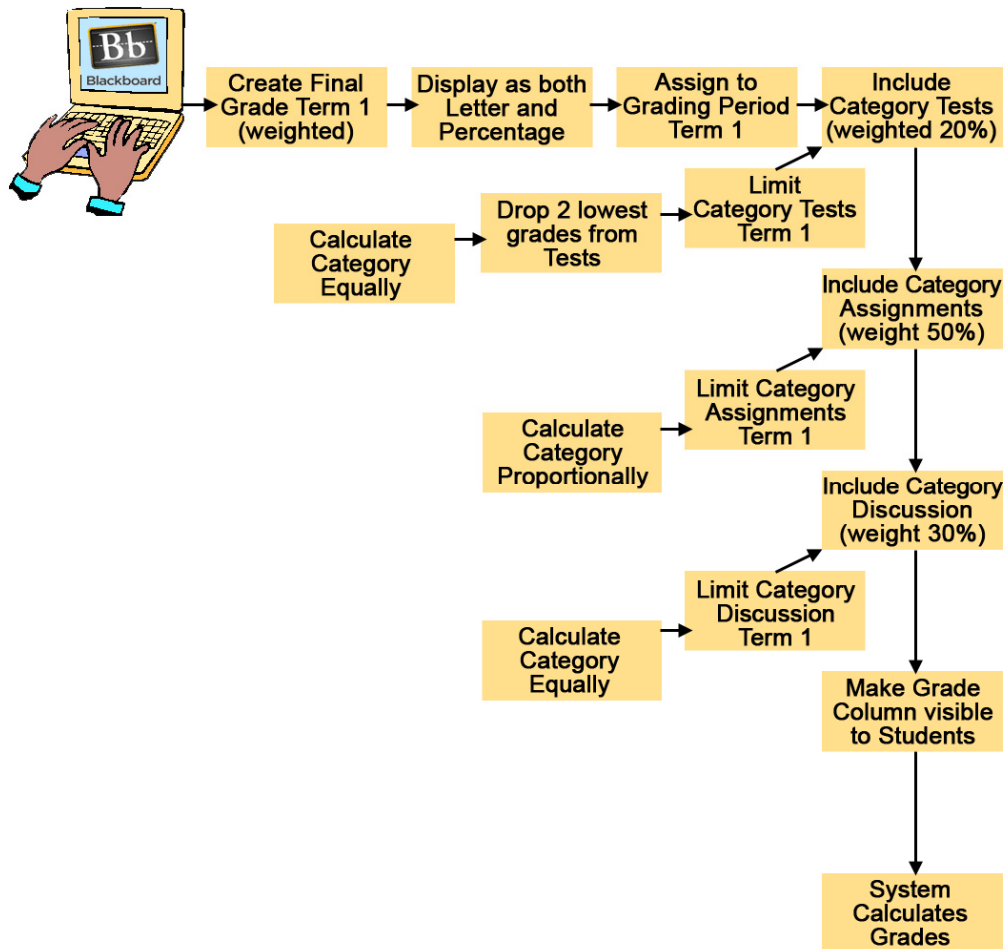 Bb
Blackboard
Create Final
Grade Term 1
(weighted)
Display as both
Letter and
Percentage
Assign to
Grading Period
Term 1
Include
Category Tests
(weighted 20%)
Calculate
Category
Equally
Drop 2 lowest
grades from
Tests
Limit
Category Tests
Term 1
Include Category
Assignments
(weight 50%)
Calculate
Category
Proportionally
Limit Category
Assignments
Term 1
Include Category
Discussion
(weight 30%)
Calculate
Category
Equally
Limit Category
Discussion
Term 1
Make Grade
Column visible
to Students
System
Calculates
Grades